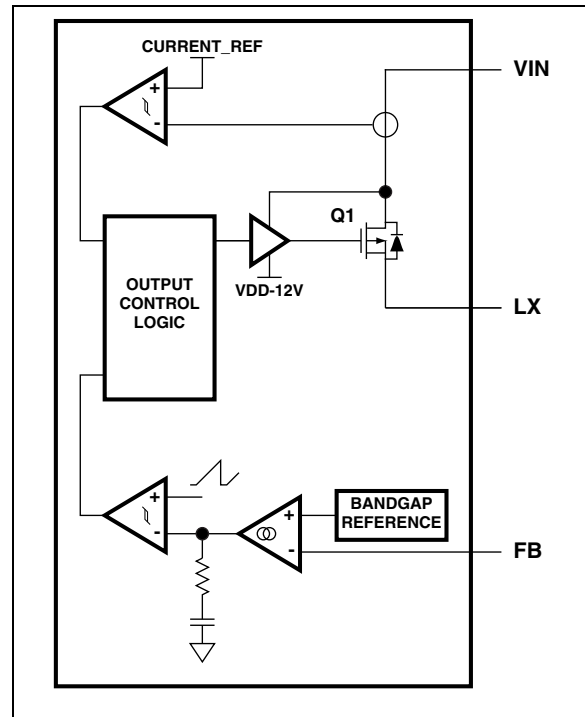 CURRENT_REF
VIN
+
-
Q1
VDD-12V
OUTPUT
CONTROL
LOGIC
LX
+
-
+
-
BANDGAP
REFERENCE
FB